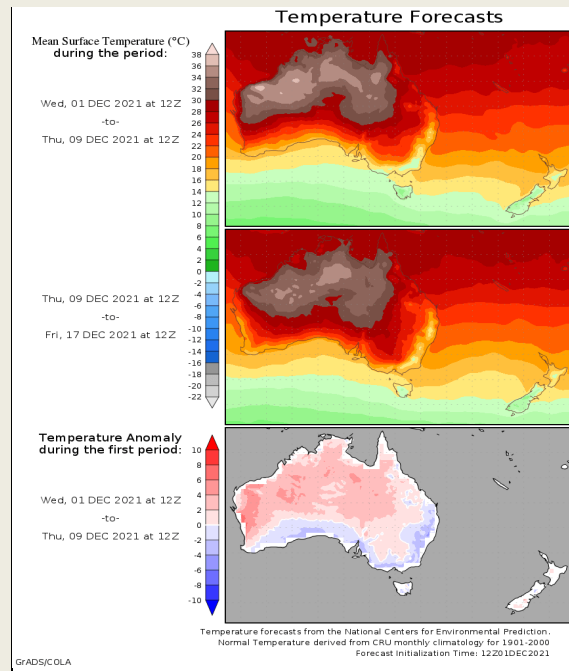 Temperature Forecasts
Mean Surface Temperature (°C)
during the period:
Wed, 01 DEC 2021 at 12Z
-to-
Thu, 09 DEC 2021 at 12Z
38
36
34
32
30
28
26
24
22
20
18
16
14
12
10
8
6
4
2
0
-2
-4
-6
-8
-10
-12
-14
-16
-18
-20
-22
Thu, 09 DEC 2021 at 12Z
-to-
Fri, 17 DEC 2021 at 12Z
Temperature Anomaly
during the first period:
Wed, 01 DEC 2021 at 12Z
-to-
Thu, 09 DEC 2021 at 12Z
10
8
6
4
2
0
-2
-4
-6
-8
-10
Temperature forecasts from the National Centers for Environmental Prediction.
Normal Temperature derived from CRU monthly climatology for 1901-2000
Forecast Initialization Time: 12Z01DEC2021
GrADS/COLA